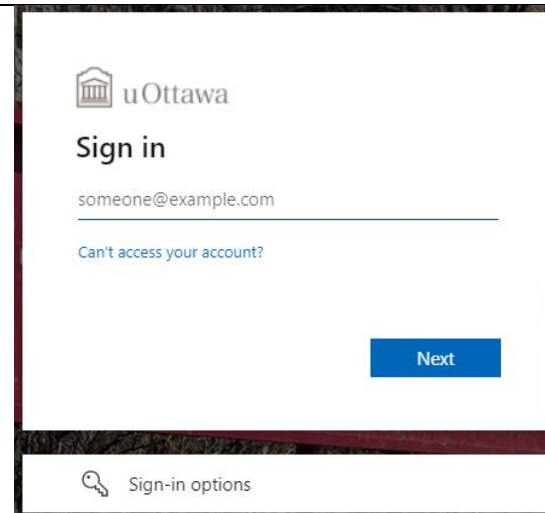 uOttawa
Sign in
someone@example.com
Can't access your account?
Next
Sign-in options